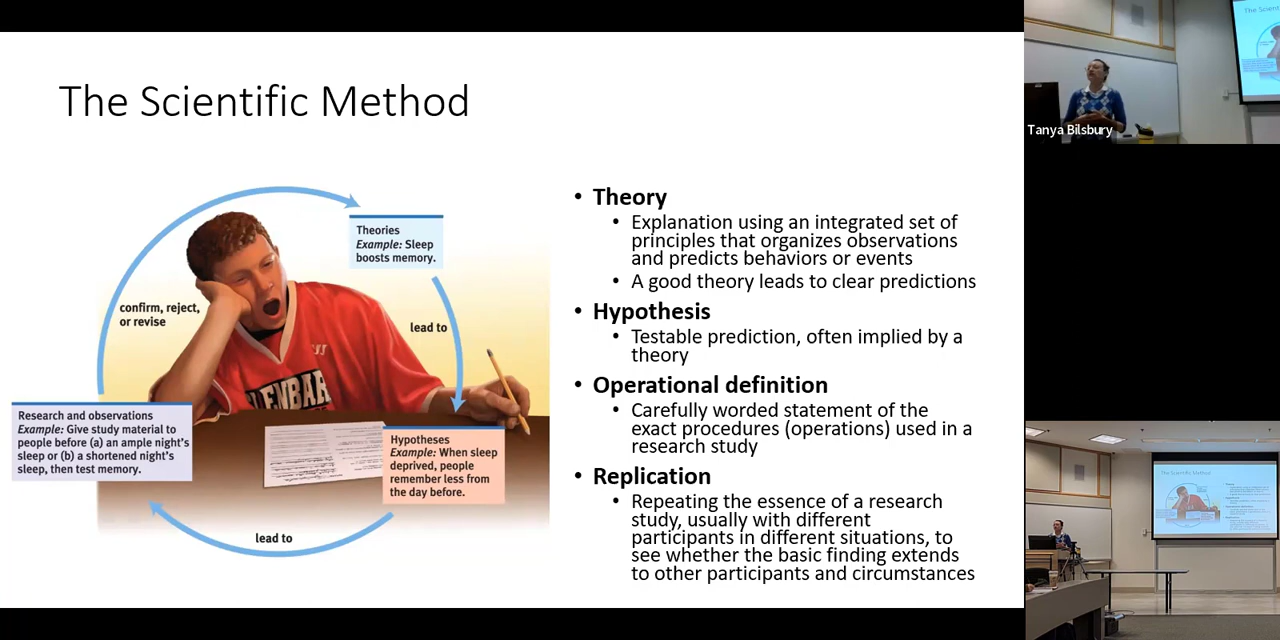 The Scientific Method
Theories
Example: Sleep
boosts memory.
confirm, reject,
or revise
lead to
Research and observations
Example: Give study material to
people before (a) an ample night's
sleep or (b) a shortened night's
sleep, then test memory.
Hypotheses
Example: When sleep
deprived, people
remember less from
the day before.
lead to
• Theory
• Explanation using an integrated set of
principles that organizes observations
and predicts behaviors or events
• A good theory leads to clear predictions
• Hypothesis
• Testable prediction, often implied by a
theory
• Operational definition
• Carefully worded statement of the
exact procedures (operations) used in a
research study
• Replication
• Repeating the essence of a research
study, usually with different
participants in different situations, to
see whether the basic finding extends
to other participants and circumstances
The Scient
Tanya Bilsbury
The Scientific Method